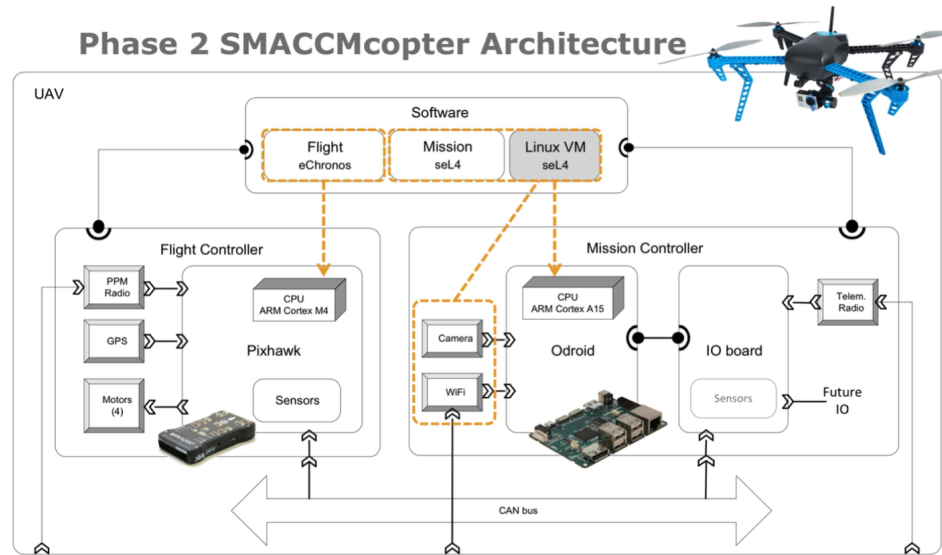 Phase 2 SMACCMcopter Architecture
UAV
Software
Flight
eChronos
Mission
seL4
Linux VM
seL4
Flight Controller
PPM
Radio
GPS
Motors
(4)
CPU
ARM Cortex M4
Pixhawk
Sensors
Mission Controller
Camera
WiFi
CPU
ARM Cortex A15
Odroid
IO board
Sensors
Telem.
Radio
Future
IO
CAN bus